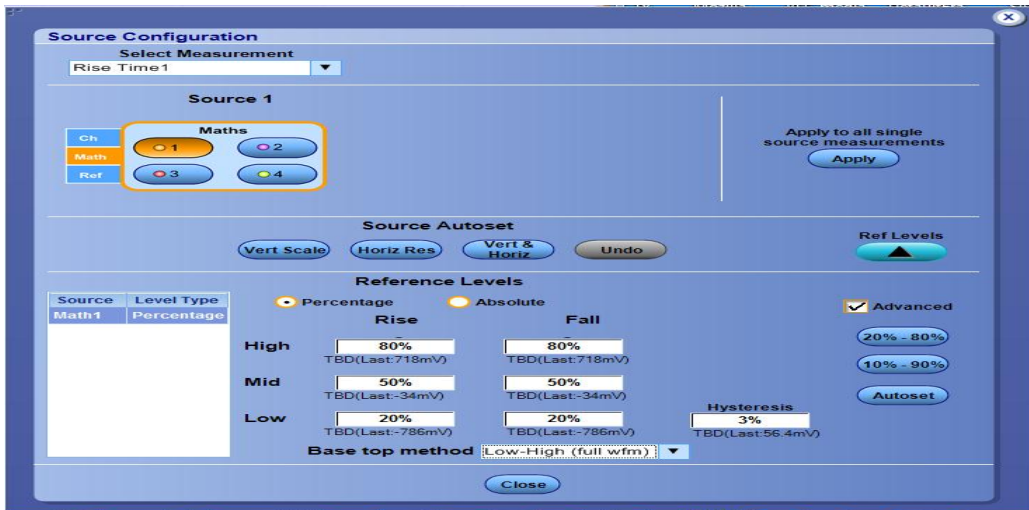 Source Configuration
Select Measurement
Rise Time1
Source 1
Ch
Math
Ref
Maths
1
2
3
4
Apply to all single
source measurements
Apply
Source Autoset
Vert Scale
Horiz Res
Vert &
Horiz
Undo
Ref Levels
Reference Levels
Source Level Type
Math1 Percentage
Percentage Absolute
Advanced
Rise Fall
High 80% 80%
TBD(Last:718mV) TBD(Last:718mV)
Mid 50% 50%
TBD(Last:-34mV) TBD(Last:-34mV)
Low 20% 20%
TBD(Last:-786mV) TBD(Last:-786mV)
Hysteresis
3%
TBD(Last:56.4mV)
20% - 80%
10% - 90%
Autoset
Base top method Low-High (full wfm)
Close